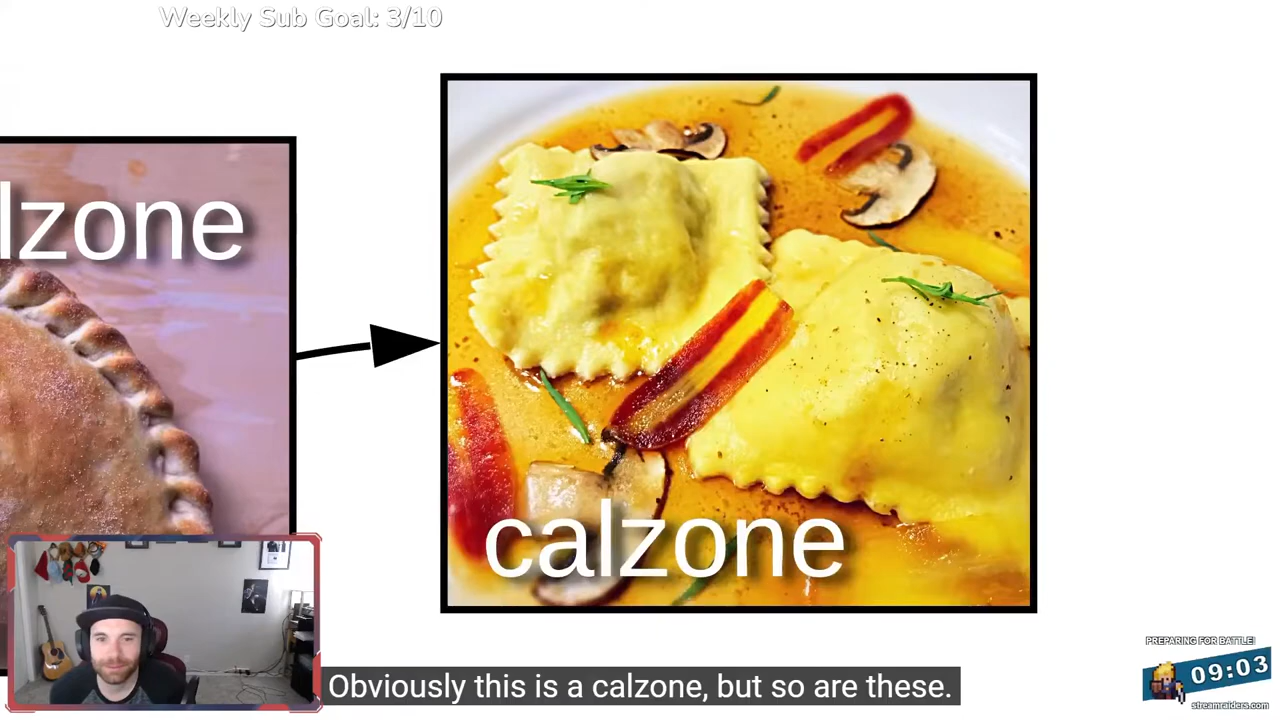 Weekly Sub Goal: 3/10
lzone
calzone
Obviously this is a calzone, but so are these.
PREPARING FOR BATTLE!
09:03
streamraiders.com